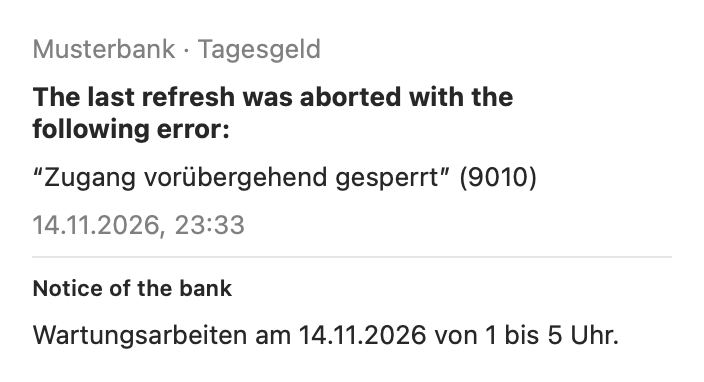 Musterbank · Tagesgeld
The last refresh was aborted with the
following error:
“Zugang vorübergehend gesperrt” (9010)
14.11.2026, 23:33
Notice of the bank
Wartungsarbeiten am 14.11.2026 von 1 bis 5 Uhr.